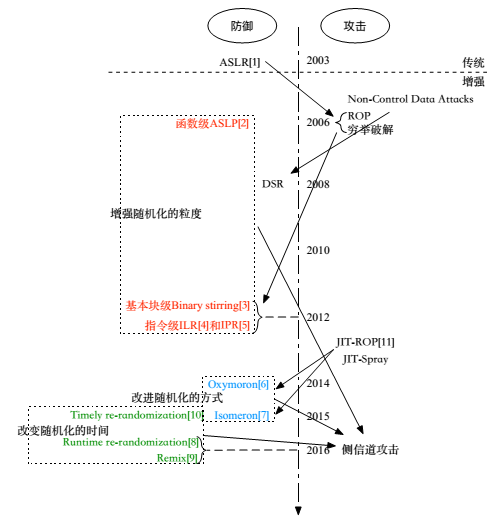 防御
攻击
ASLR[1]
2003
传统
增强
Non-Control Data Attacks
函数级ASLP[2]
2006
ROP
穷举破解
DSR
2008
增强随机化的粒度
2010
基本块级Binary stirring[3]
2012
指令级ILR[4]和IPR[5]
JIT-ROP[11]
JIT-Spray
Oxymoron[6]
2014
改进随机化的方式
Timely re-randomization[10]
Isomeron[7]
2015
改变随机化的时间
Runtime re-randomization[8]
2016
侧信道攻击
Remix[9]